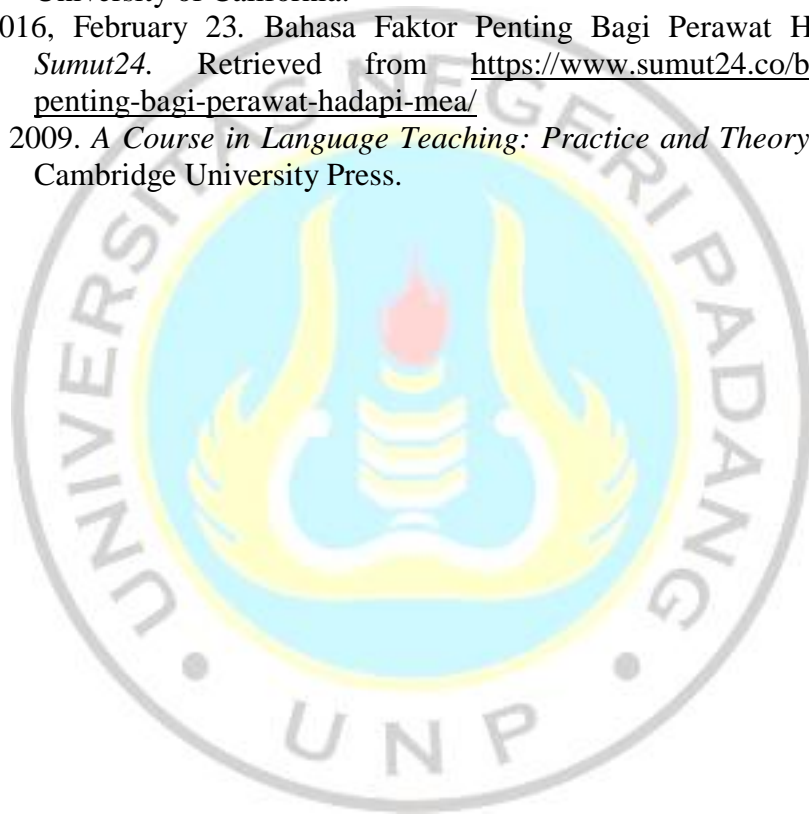 University of California.
016, February 23. Bahasa Faktor Penting Bagi Perawat H
Sumut24. Retrieved from https://www.sumut24.co/b
penting-bagi-perawat-hadapi-mea/
2009. A Course in Language Teaching: Practice and Theory
Cambridge University Press.
UNIVERSITAS NEGERI PADANG
UNP